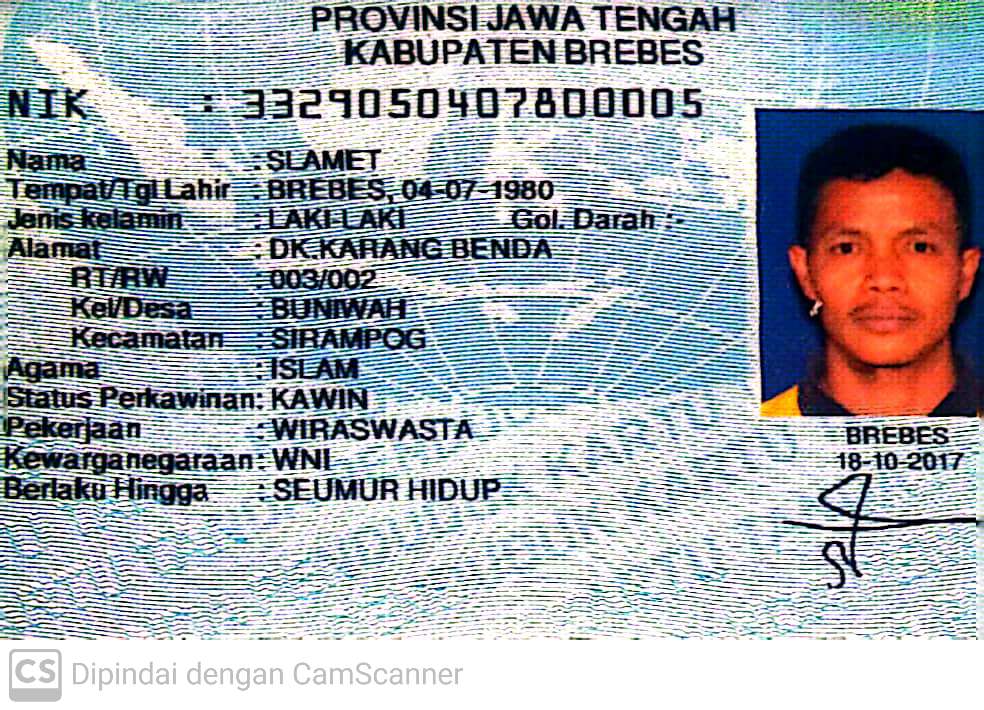 PROVINSI JAWA TENGAH
KABUPATEN BREBES
NIK : 3329050407800005
Nama : SLAMET
Tempat/Tgl Lahir : BREBES, 04-07-1980
Jenis kelamin : LAKI-LAKI Gol. Darah :-
Alamat : DK.KARANG BENDA
RT/RW : 003/002
Kel/Desa : BUNIWAH
Kecamatan : SIRAMPOG
Agama : ISLAM
Status Perkawinan: KAWIN
Pekerjaan : WIRASWASTA
Kewarganegaraan: WNI
Berlaku Hingga : SEUMUR HIDUP
BREBES
18-10-2017
CS Dipindai dengan CamScanner